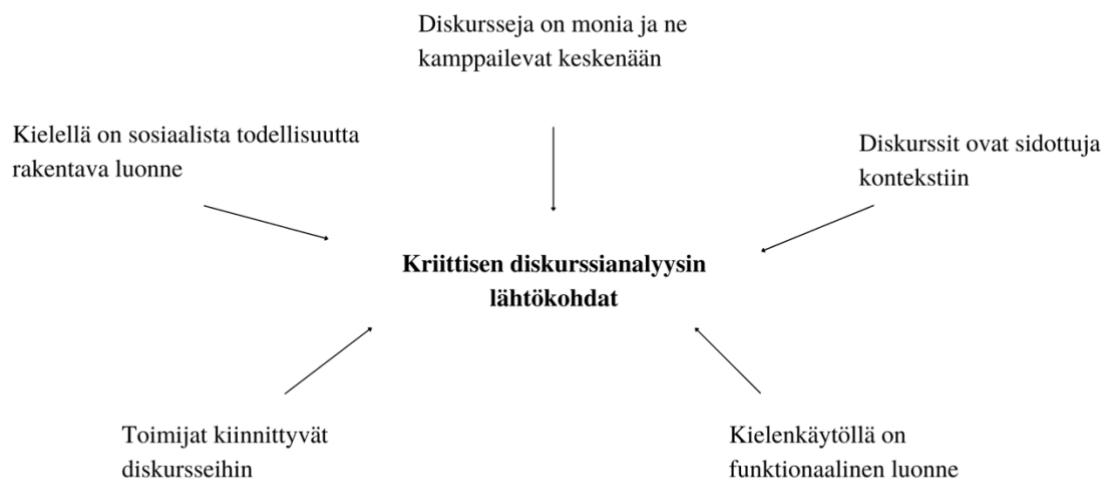 Diskursseja on monia ja ne
kamppailevat keskenään
Kielellä on sosiaalista todellisuutta
rakentava luonne
Diskurssit ovat sidottuja
kontekstiin
Kriittisen diskurssianalyysin
lähtökohdat
Toimijat kiinnittyvät
diskursseihin
Kielenkäytöllä on
funktionaalinen luonne